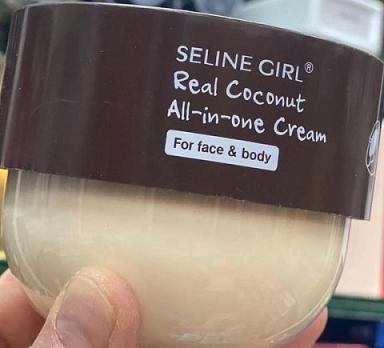 SELINE GIRL®
Real Coconut
All-in-one Cream
For face & body